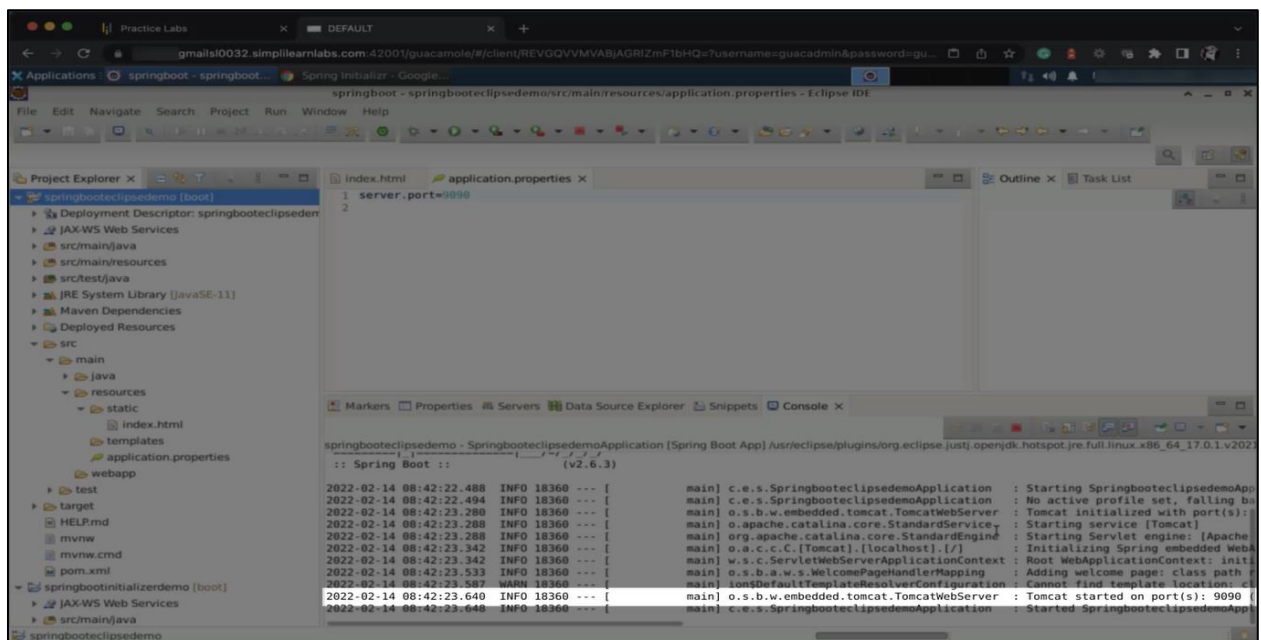 Practice Labs
DEFAULT
gmailsl0032.simplilearnlabs.com:42001/guacamole/#/client/REVGQVVMVABjAGRIZmF1bHQ=?username=guacadmin&password=gu...
Applications
springboot - springboot...
Spring Initializr - Google...
springboot - springbooteclipsedemo/src/main/resources/application.properties - Eclipse IDE
File Edit Navigate Search Project Run Window Help
Project Explorer
index.html
application.properties
Outline
Task List
springbooteclipsedemo [boot]
1 server.port=9090
2
Deployment Descriptor: springbooteclipsedem
JAX-WS Web Services
src/main/java
src/main/resources
src/test/java
JRE System Library [JavaSE-11]
Maven Dependencies
Deployed Resources
src
main
java
resources
static
index.html
templates
application.properties
webapp
test
target
HELP.md
mvnw
mvnw.cmd
pom.xml
springbootinitializerdemo [boot]
JAX-WS Web Services
src/main/java
springbooteclipsedemo
Markers Properties Servers Data Source Explorer Snippets Console
springbooteclipsedemo - SpringbooteclipsedemoApplication [Spring Boot App] /usr/eclipse/plugins/org.eclipse.justj.openjdk.hotspot.jre.full.linux.x86_64_17.0.1.v2021
:: Spring Boot :: (v2.6.3)
2022-02-14 08:42:22.488 INFO 18360 --- [ main] c.e.s.SpringbooteclipsedemoApplication : Starting SpringbooteclipsedemoApp
2022-02-14 08:42:22.494 INFO 18360 --- [ main] c.e.s.SpringbooteclipsedemoApplication : No active profile set, falling ba
2022-02-14 08:42:23.280 INFO 18360 --- [ main] o.s.b.w.embedded.tomcat.TomcatWebServer : Tomcat initialized with port(s):
2022-02-14 08:42:23.288 INFO 18360 --- [ main] o.apache.catalina.core.StandardService : Starting service [Tomcat]
2022-02-14 08:42:23.288 INFO 18360 --- [ main] org.apache.catalina.core.StandardEngine : Starting Servlet engine: [Apache
2022-02-14 08:42:23.342 INFO 18360 --- [ main] o.a.c.c.C.[Tomcat].[localhost].[/] : Initializing Spring embedded WebA
2022-02-14 08:42:23.342 INFO 18360 --- [ main] w.s.c.ServletWebServerApplicationContext : Root WebApplicationContext: initi
2022-02-14 08:42:23.533 INFO 18360 --- [ main] o.s.b.a.w.s.WelcomePageHandlerMapping : Adding welcome page: class path r
2022-02-14 08:42:23.587 WARN 18360 --- [ main] ionsDefaultTemplateResolverConfiguration : Cannot find template location: cl
2022-02-14 08:42:23.640 INFO 18360 --- [ main] o.s.b.w.embedded.tomcat.TomcatWebServer : Tomcat started on port(s): 9090 (
2022-02-14 08:42:23.648 INFO 18360 --- [ main] c.e.s.SpringbooteclipsedemoApplication : Started SpringbooteclipsedemoAppl